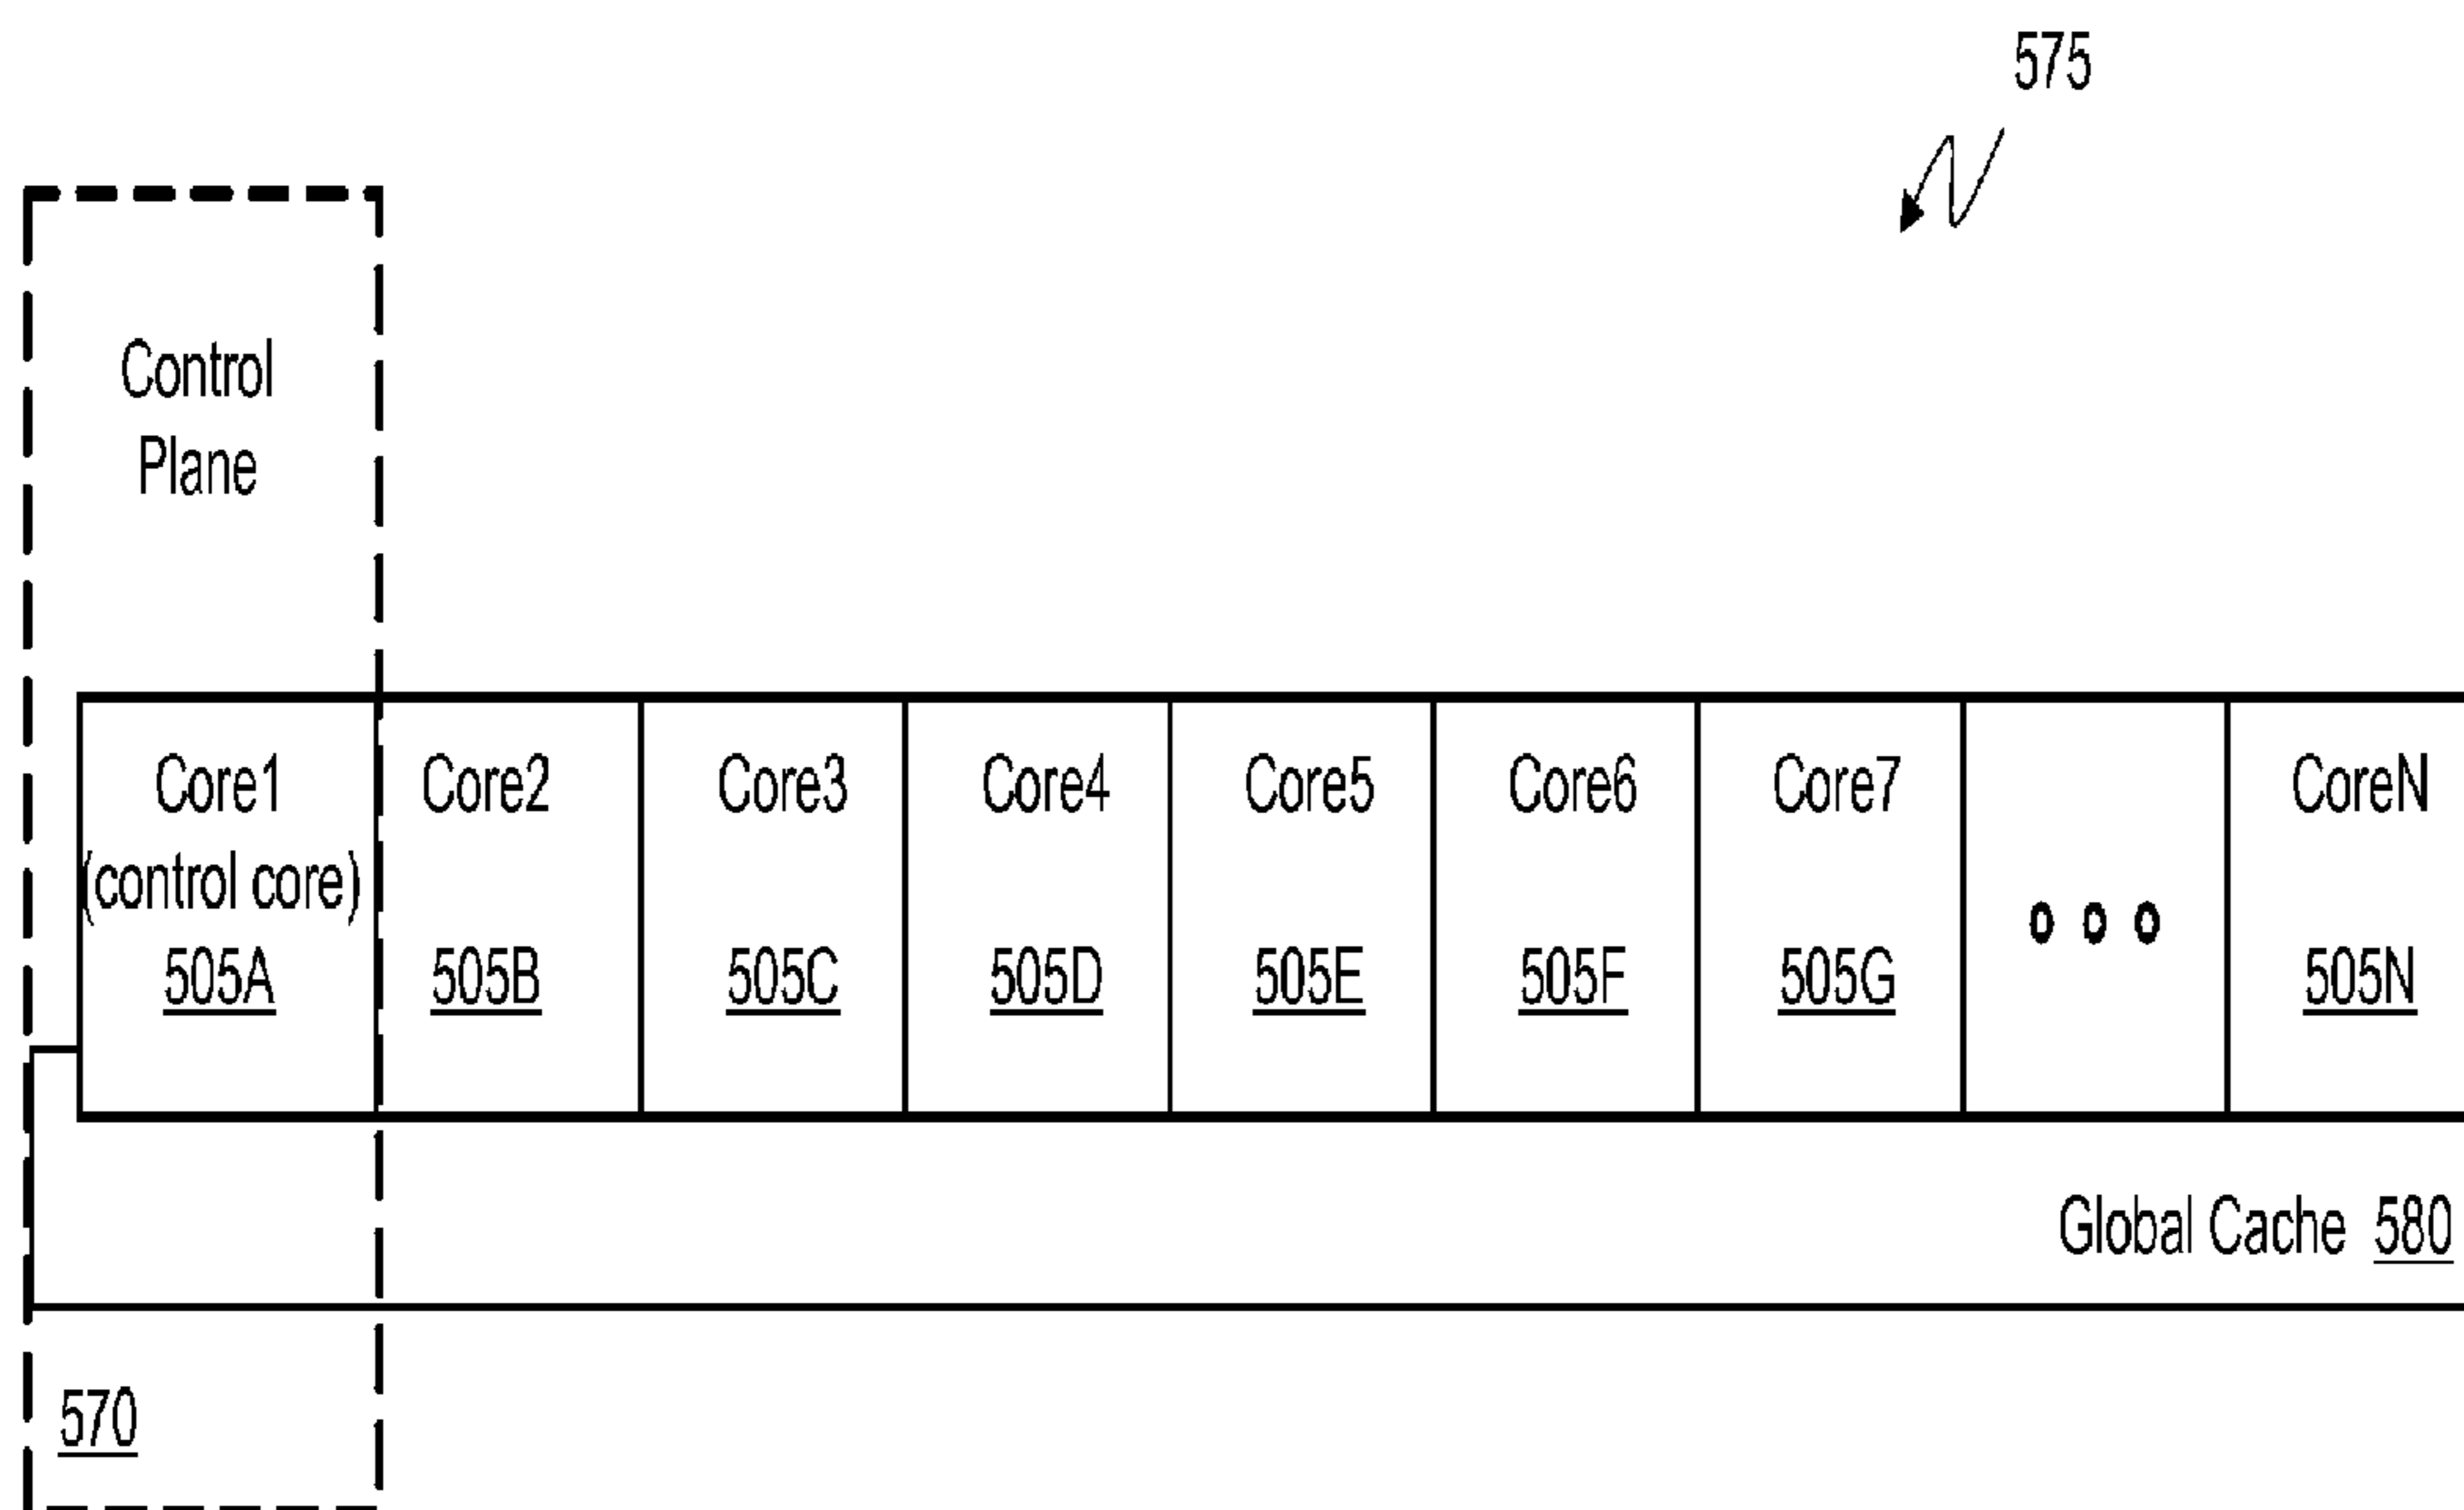 575
Control
Plane
Core1
(control core)
505A
Core2
505B
Core3
505C
Core4
505D
Core5
505E
Core6
505F
Core7
505G
CoreN
505N
Global Cache 580
570